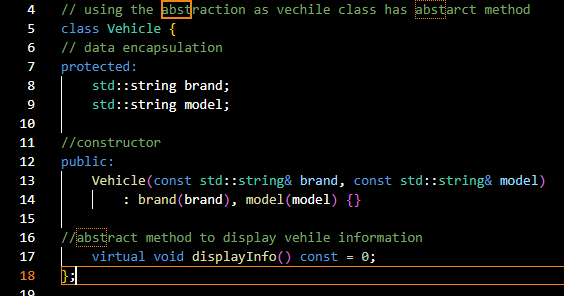 4 // using the abstraction as vechile class has abstarct method
5 class Vehicle {
6 // data encapsulation
7 protected:
8     std::string brand;
9     std::string model;
10
11 //constructor
12 public:
13     Vehicle(const std::string& brand, const std::string& model)
14         : brand(brand), model(model) {}
15
16 //abstract method to display vehile information
17     virtual void displayInfo() const = 0;
18 };
19